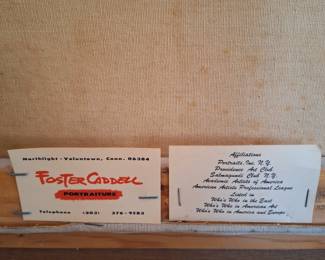 Northlight - Voluntown, Conn. 06384
FOSTER CADDELL
PORTRAITURE
Telephone (203) 376-9583
Affiliations
Portraits, Inc. N.Y.
Providence Art Club
Salmagundi Club N.Y.
Academic Artists of America
American Artists Professional League
Listed in
Who's Who in the East
Who's Who in American Art
Who's Who in America and Europe